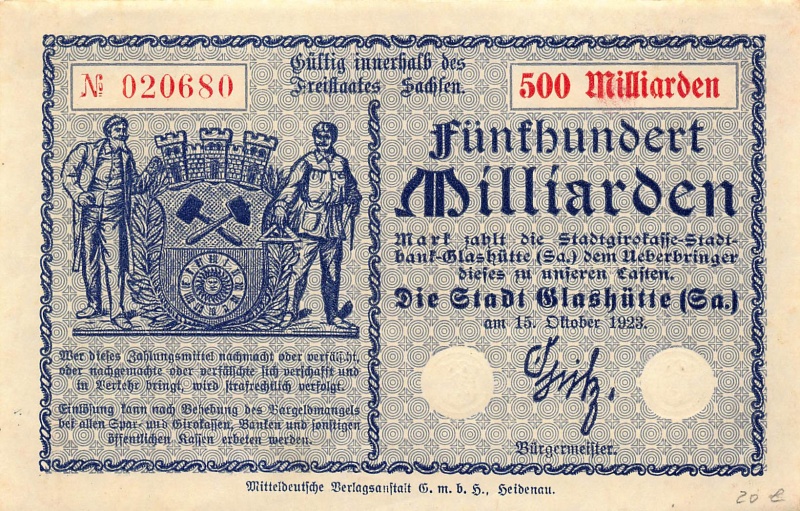 № 020680
Gültig innerhalb des
Freistaates Sachsen.
500 Milliarden
Fünfhundert
Milliarden
Mark zahlt die Stadtgirokasse-Stadt-
bank-Glashütte (Sa.) dem Ueberbringer
dieses zu unseren Lasten.
Die Stadt Glashütte (Sa.)
am 15. Oktober 1923.
Bürgermeister.
Wer dieses Zahlungsmittel nachmacht oder verfälscht,
oder nachgemachte oder verfälschte sich verschafft und
in Verkehr bringt, wird strafrechtlich verfolgt.
Einlösung kann nach Behebung des Bargeldmangels
bei allen Spar- und Girokassen, Banken und sonstigen
öffentlichen Kassen erbeten werden.
Mitteldeutsche Verlagsanstalt G. m. b. H., Heidenau.